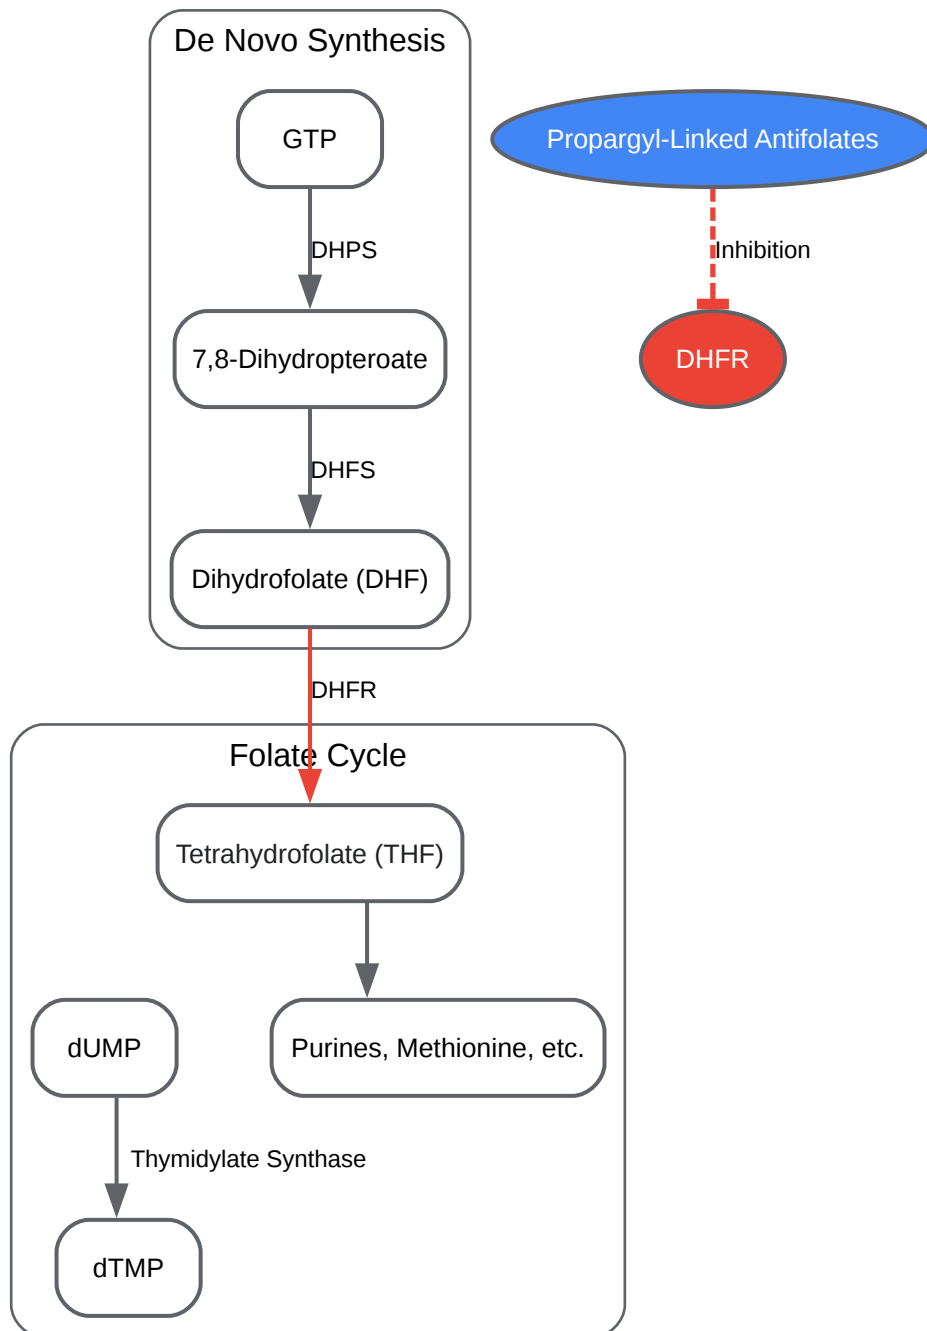 De Novo Synthesis
GTP
Propargyl-Linked Antifolates
DHPS
Inhibition
7,8-Dihydropteroate
DHFR
DHFS
Dihydrofolate (DHF)
DHFR
Folate Cycle
Tetrahydrofolate (THF)
dUMP
Purines, Methionine, etc.
Thymidylate Synthase
dTMP